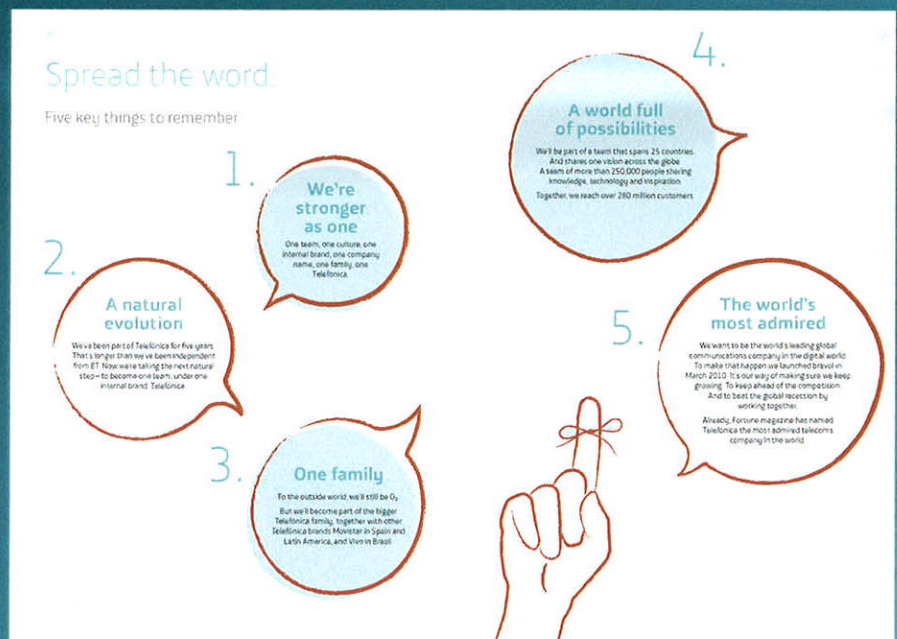 Spread the word.
Five key things to remember
1.
We're
stronger
as one
One team, one culture, one
internal brand, one company
name, one family, one
Telefónica.
2.
A natural
evolution
We've been part of Telefónica for five years.
That's longer than we've been independent
from BT. Now we're taking the next natural
step – to become one team, under one
internal brand: Telefónica
3.
One family
To the outside world, we'll still be O₂
But we'll become part of the bigger
Telefónica family, together with other
Telefónica brands Movistar in Spain and
Latin America, and Vivo in Brazil
4.
A world full
of possibilities
We'll be part of a team that spans 25 countries.
And shares one vision across the globe
A team of more than 250,000 people sharing
knowledge, technology and inspiration
Together, we reach over 280 million customers
5.
The world's
most admired
We want to be the world's leading global
communications company in the digital world
To make that happen we launched bravo! in
March 2010. It's our way of making sure we keep
growing. To keep ahead of the competition.
And to beat the global recession by
working together.
Already, Fortune magazine has named
Telefónica the most admired telecoms
company in the world